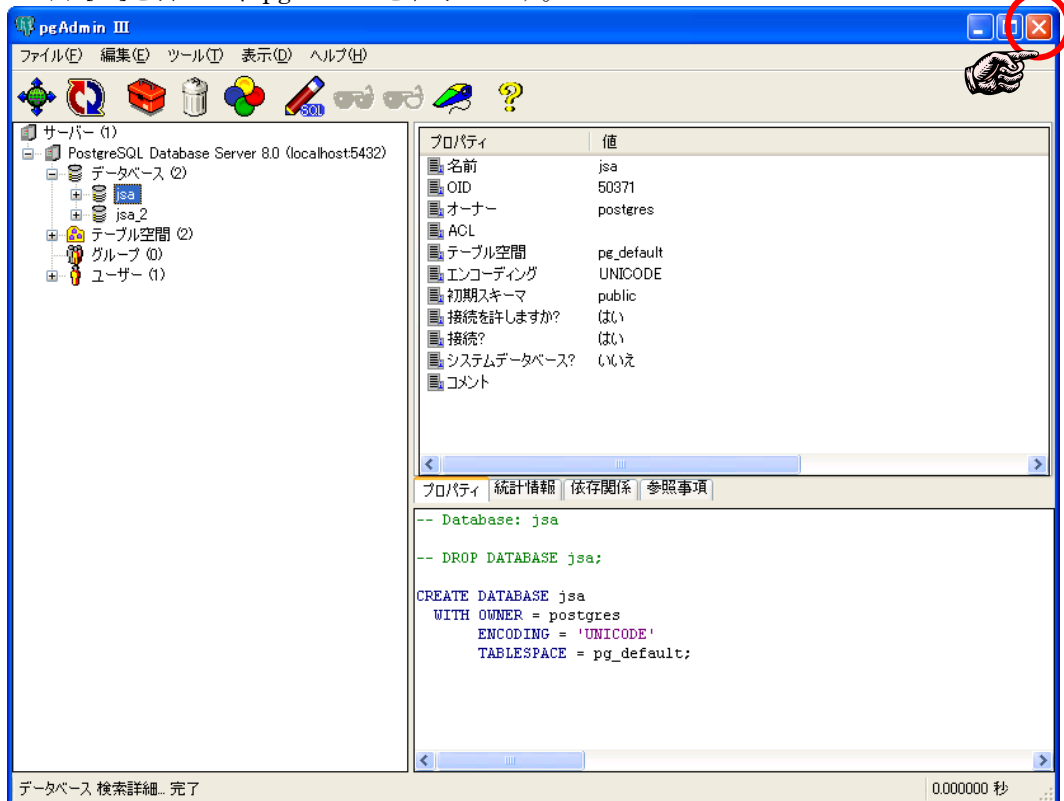 pgAdmin III
ファイル(F) 編集(E) ツール(T) 表示(D) ヘルプ(H)
SQL
サーバー (1)
PostgreSQL Database Server 8.0 (localhost:5432)
データベース (2)
jsa
jsa_2
テーブル空間 (2)
グループ (0)
ユーザー (1)
プロパティ 値
名前 jsa
OID 50371
オーナー postgres
ACL
テーブル空間 pg_default
エンコーディング UNICODE
初期スキーマ public
接続を許しますか? はい
接続? はい
システムデータベース? いいえ
コメント
プロパティ 統計情報 依存関係 参照事項
-- Database: jsa
-- DROP DATABASE jsa;
CREATE DATABASE jsa
WITH OWNER = postgres
ENCODING = 'UNICODE'
TABLESPACE = pg_default;
データベース 検索詳細... 完了 0.000000 秒